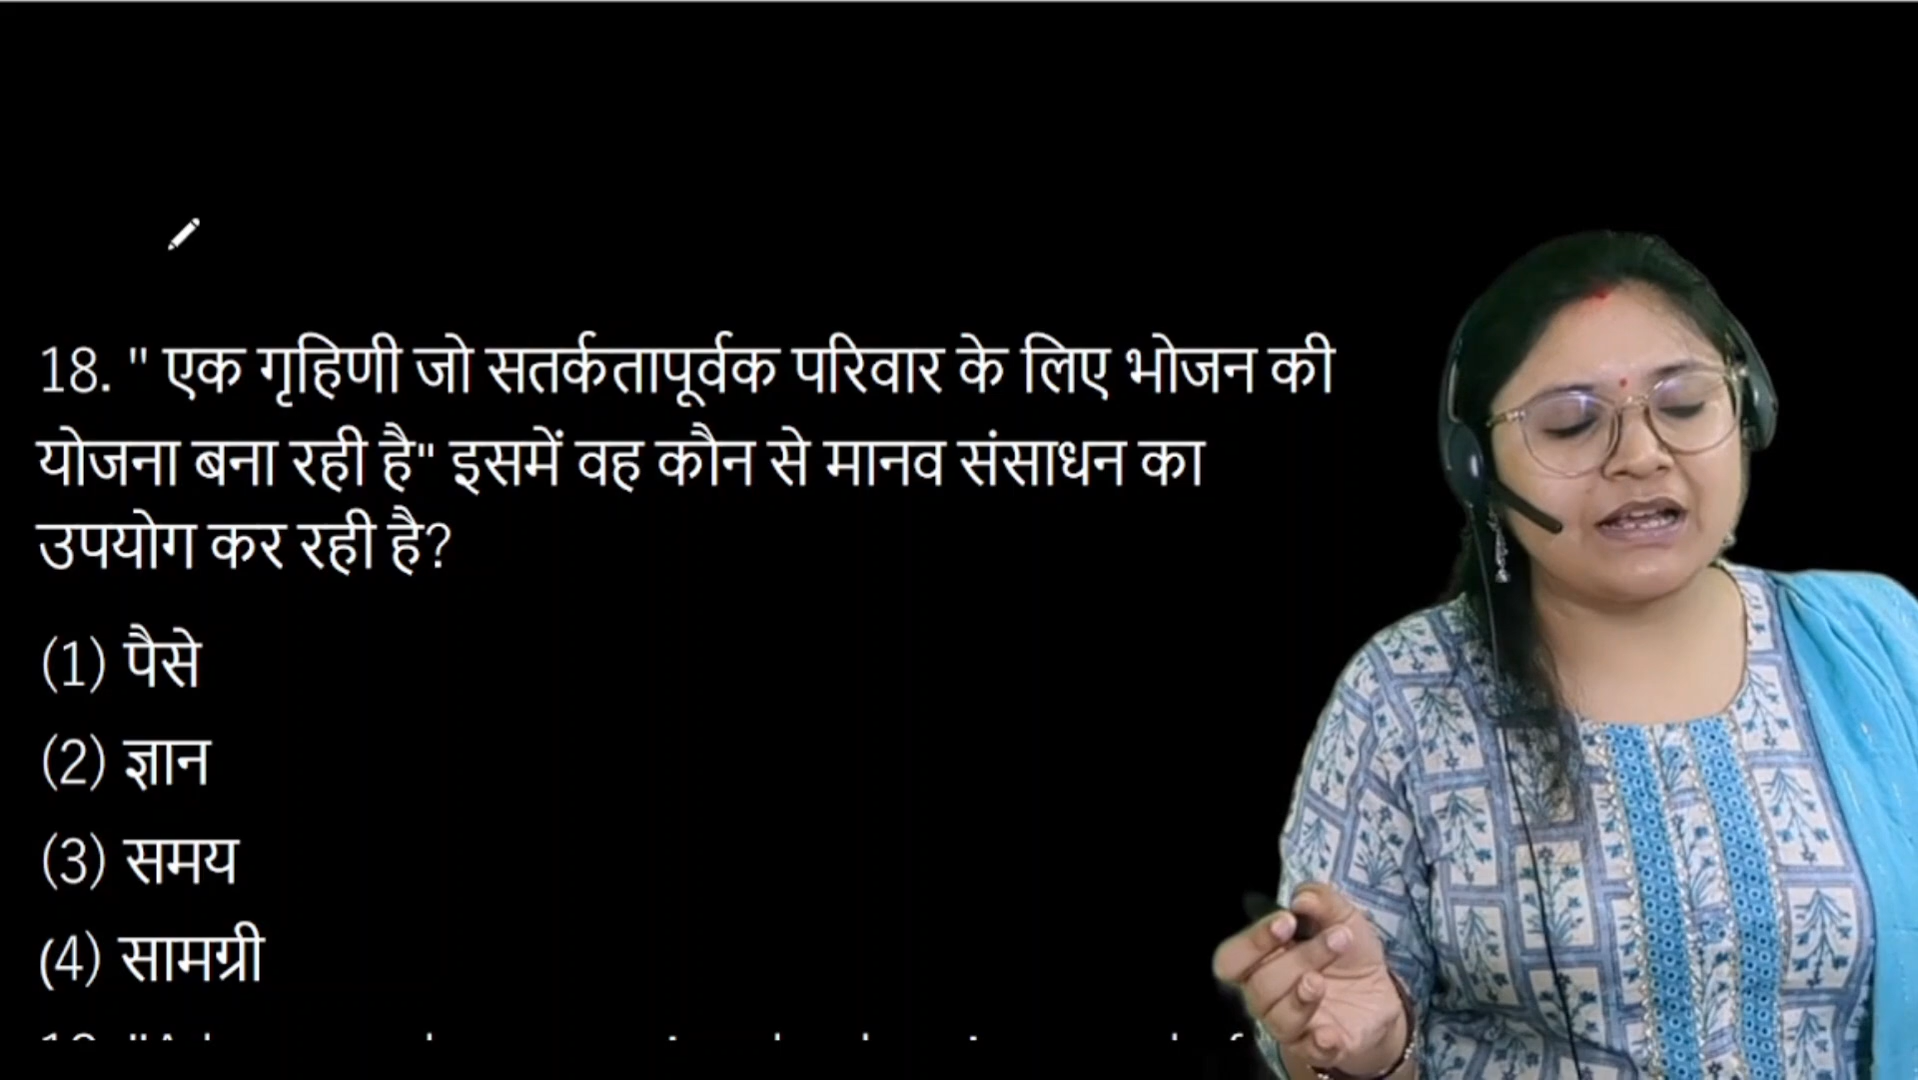 18. " एक गृहिणी जो सतर्कतापूर्वक परिवार के लिए भोजन की
योजना बना रही है" इसमें वह कौन से मानव संसाधन का
उपयोग कर रही है?
(1) पैसे
(2) ज्ञान
(3) समय
(4) सामग्री